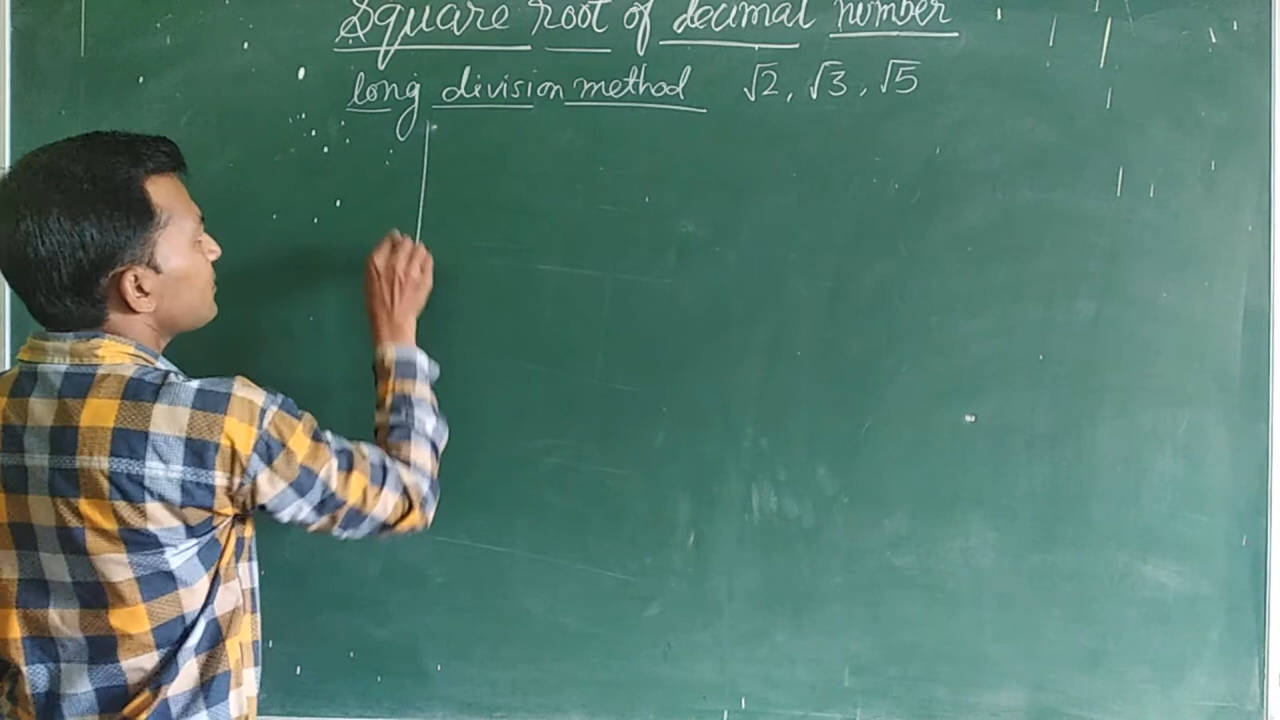 Square root of decimal number
long division method √2, √3, √5